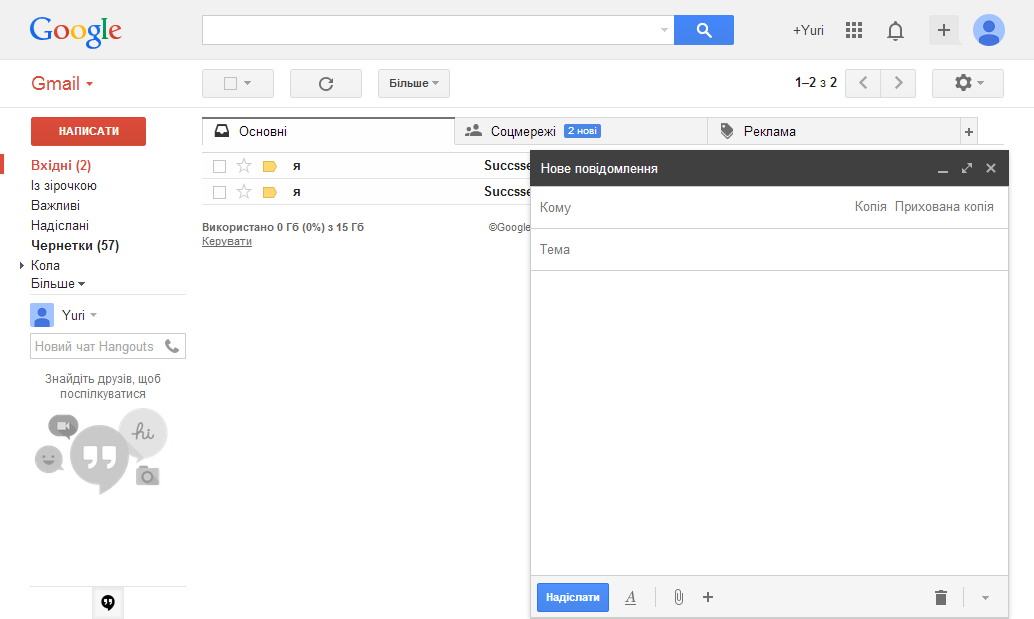 Google
+Yuri
Gmail
Більше
1–2 з 2
НАПИСАТИ
Вхідні (2)
Із зірочкою
Важливі
Надіслані
Чернетки (57)
Кола
Більше
Yuri
Новий чат Hangouts
Знайдіть друзів, щоб
поспілкуватися
hi
Основні
Соцмережі 2 нові
Реклама
я Succsse
я Succsse
Використано 0 Гб (0%) з 15 Гб
Керувати
©Google
Нове повідомлення
Кому Копія Прихована копія
Тема
Надіслати A